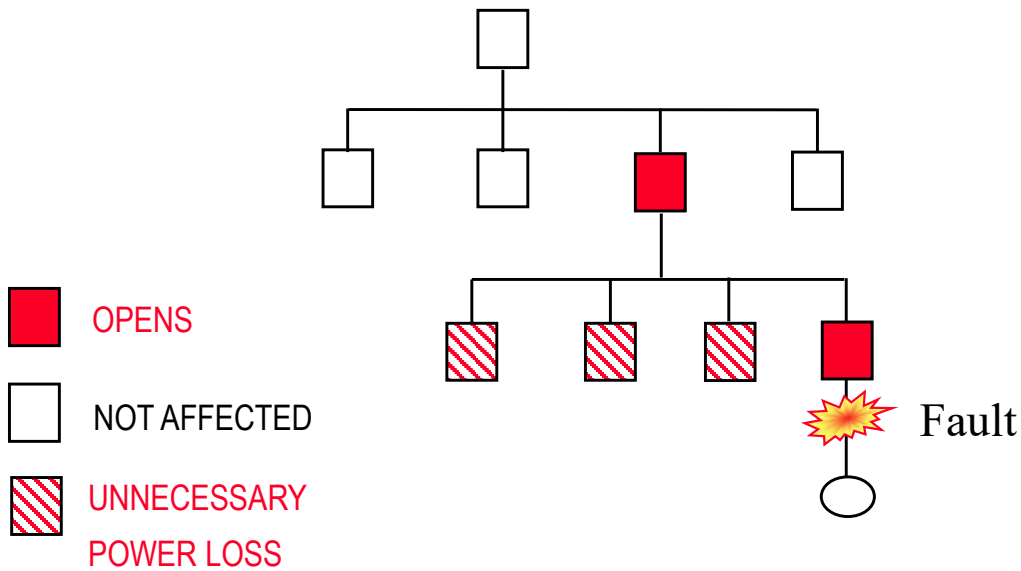 OPENS
NOT AFFECTED
Fault
UNNECESSARY
POWER LOSS